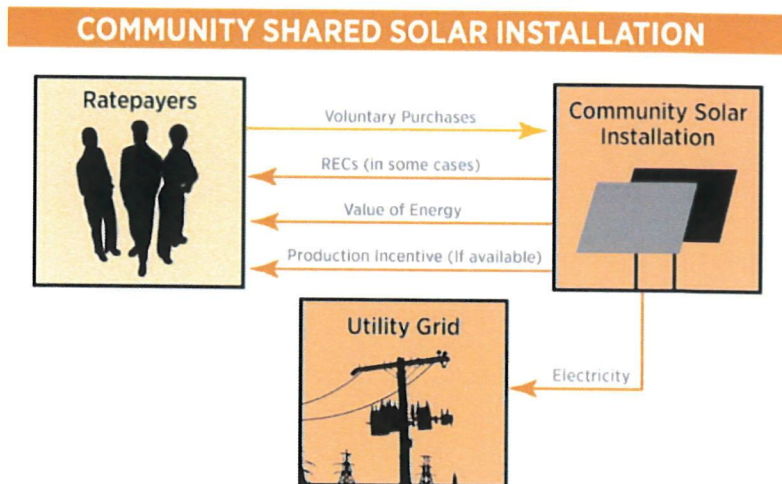 COMMUNITY SHARED SOLAR INSTALLATION
Ratepayers
Voluntary Purchases
RECs (in some cases)
Value of Energy
Production Incentive (If available)
Community Solar
Installation
Utility Grid
Electricity